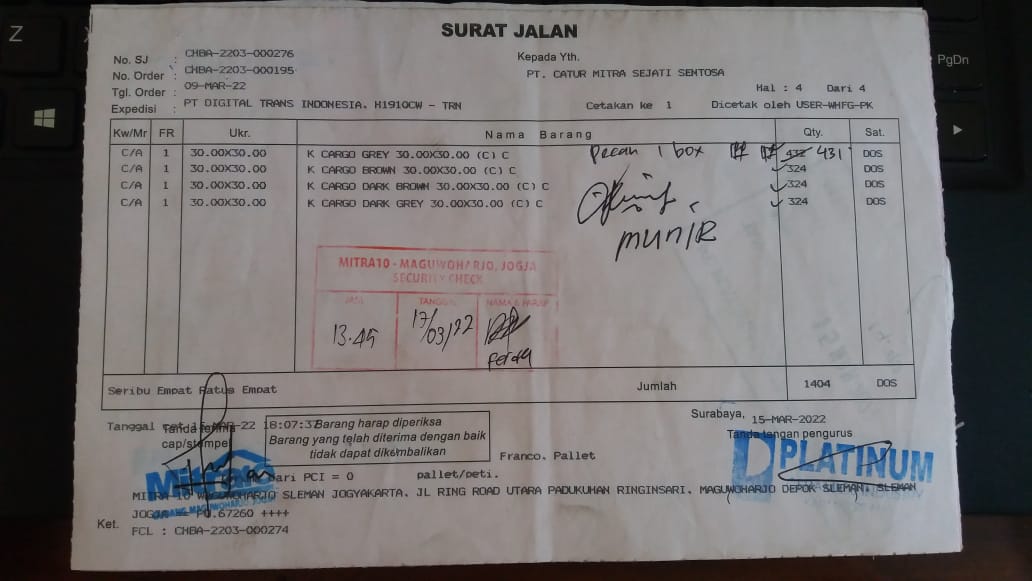 SURAT JALAN
No. SJ : CHBA-2203-000276
No. Order : CHBA-2203-000195
Tgl. Order : 09-MAR-22
Expedisi : PT DIGITAL TRANS INDONESIA. H1910CW - TRN
Kepada Yth.
PT. CATUR MITRA SEJATI SENTOSA
Hal : 4 Dari 4
Cetakan ke 1 Dicetak oleh USER-WHFG-PK
Kw/Mr FR Ukr. Nama Barang Qty. Sat.
C/A 1 30.00X30.00 K CARGO GREY 30.00X30.00 (C) C Pecah 1 box 432 431 DOS
C/A 1 30.00X30.00 K CARGO BROWN 30.00X30.00 (C) C 324 DOS
C/A 1 30.00X30.00 K CARGO DARK BROWN 30.00X30.00 (C) C 324 DOS
C/A 1 30.00X30.00 K CARGO DARK GREY 30.00X30.00 (C) C 324 DOS
MUNIR
MITRA10 - MAGUWOHARJO, JOGJA
SECURITY CHECK
JAM TANGGAL NAMA & PARAF
13.45 17/03/22
Seribu Empat Ratus Empat Jumlah 1404 DOS
Tanggal cet 15-MAR-22 18:07:37
Tanda terima
cap/stempel
Barang harap diperiksa
Barang yang telah diterima dengan baik
tidak dapat dikembalikan
Surabaya, 15-MAR-2022
Tanda tangan pengurus
Franco. Pallet
Mitra10
PLATINUM
Dari PCI = 0 pallet/peti.
MITRA 10 MAGUWOHARJO SLEMAN JOGYAKARTA. JL RING ROAD UTARA PADUKUHAN RINGINSARI. MAGUWOHARJO DEPOK SLEMAN. SLEMAN
Ket. JOGJA == PO.67260 ++++
FCL : CHBA-2203-000274
Z
PgDn